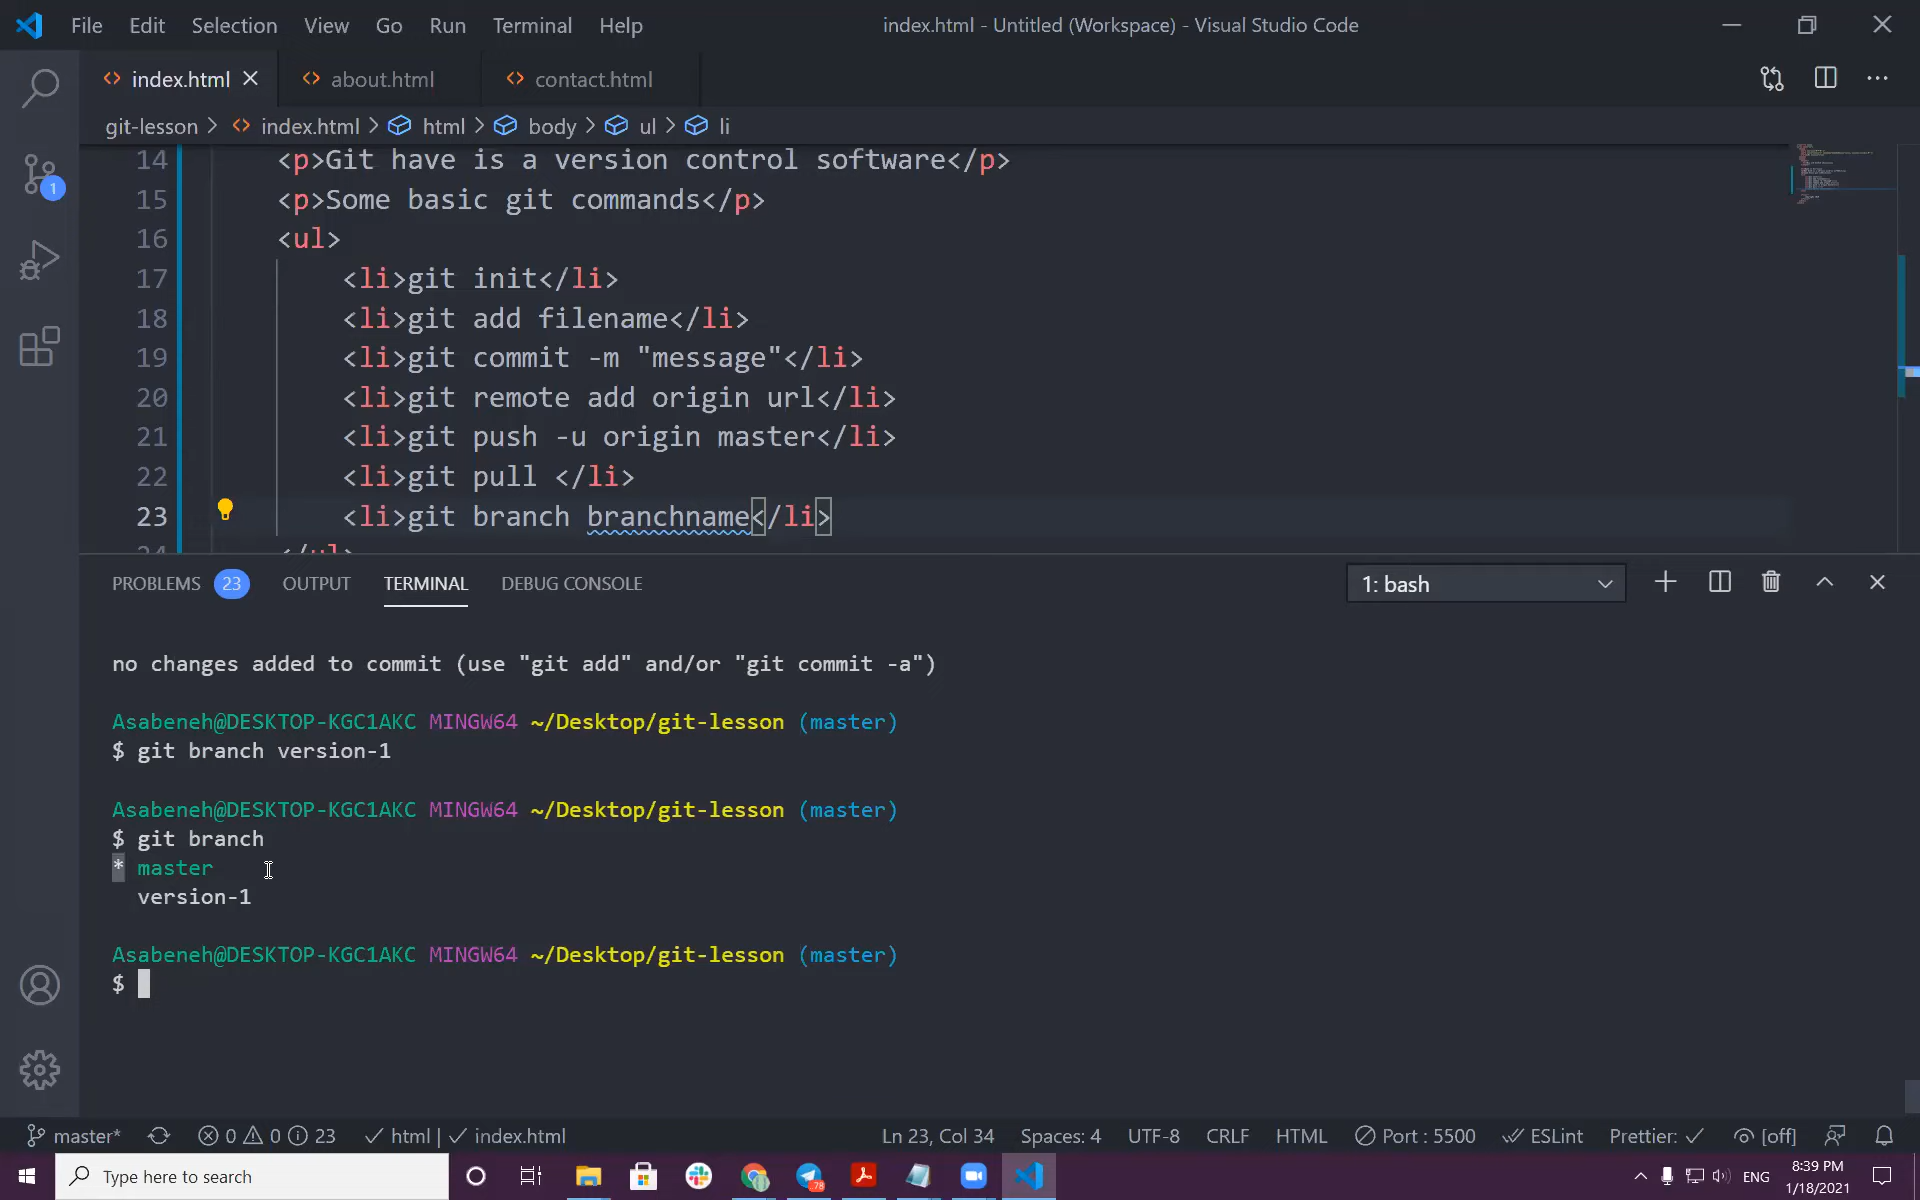 File Edit Selection View Go Run Terminal Help index.html - Untitled (Workspace) - Visual Studio Code
index.html about.html contact.html
git-lesson > index.html > html > body > ul > li
14 <p>Git have is a version control software</p>
15 <p>Some basic git commands</p>
16 <ul>
17 <li>git init</li>
18 <li>git add filename</li>
19 <li>git commit -m "message"</li>
20 <li>git remote add origin url</li>
21 <li>git push -u origin master</li>
22 <li>git pull </li>
23 <li>git branch branchname</li>
24 </ul>
1
PROBLEMS 23 OUTPUT TERMINAL DEBUG CONSOLE 1: bash
no changes added to commit (use "git add" and/or "git commit -a")
Asabeneh@DESKTOP-KGC1AKC MINGW64 ~/Desktop/git-lesson (master)
$ git branch version-1
Asabeneh@DESKTOP-KGC1AKC MINGW64 ~/Desktop/git-lesson (master)
$ git branch
* master
version-1
Asabeneh@DESKTOP-KGC1AKC MINGW64 ~/Desktop/git-lesson (master)
$
master* 0 0 23 html | index.html Ln 23, Col 34 Spaces: 4 UTF-8 CRLF HTML Port : 5500 ESLint Prettier: [off]
Type here to search 78 ENG 8:39 PM
1/18/2021